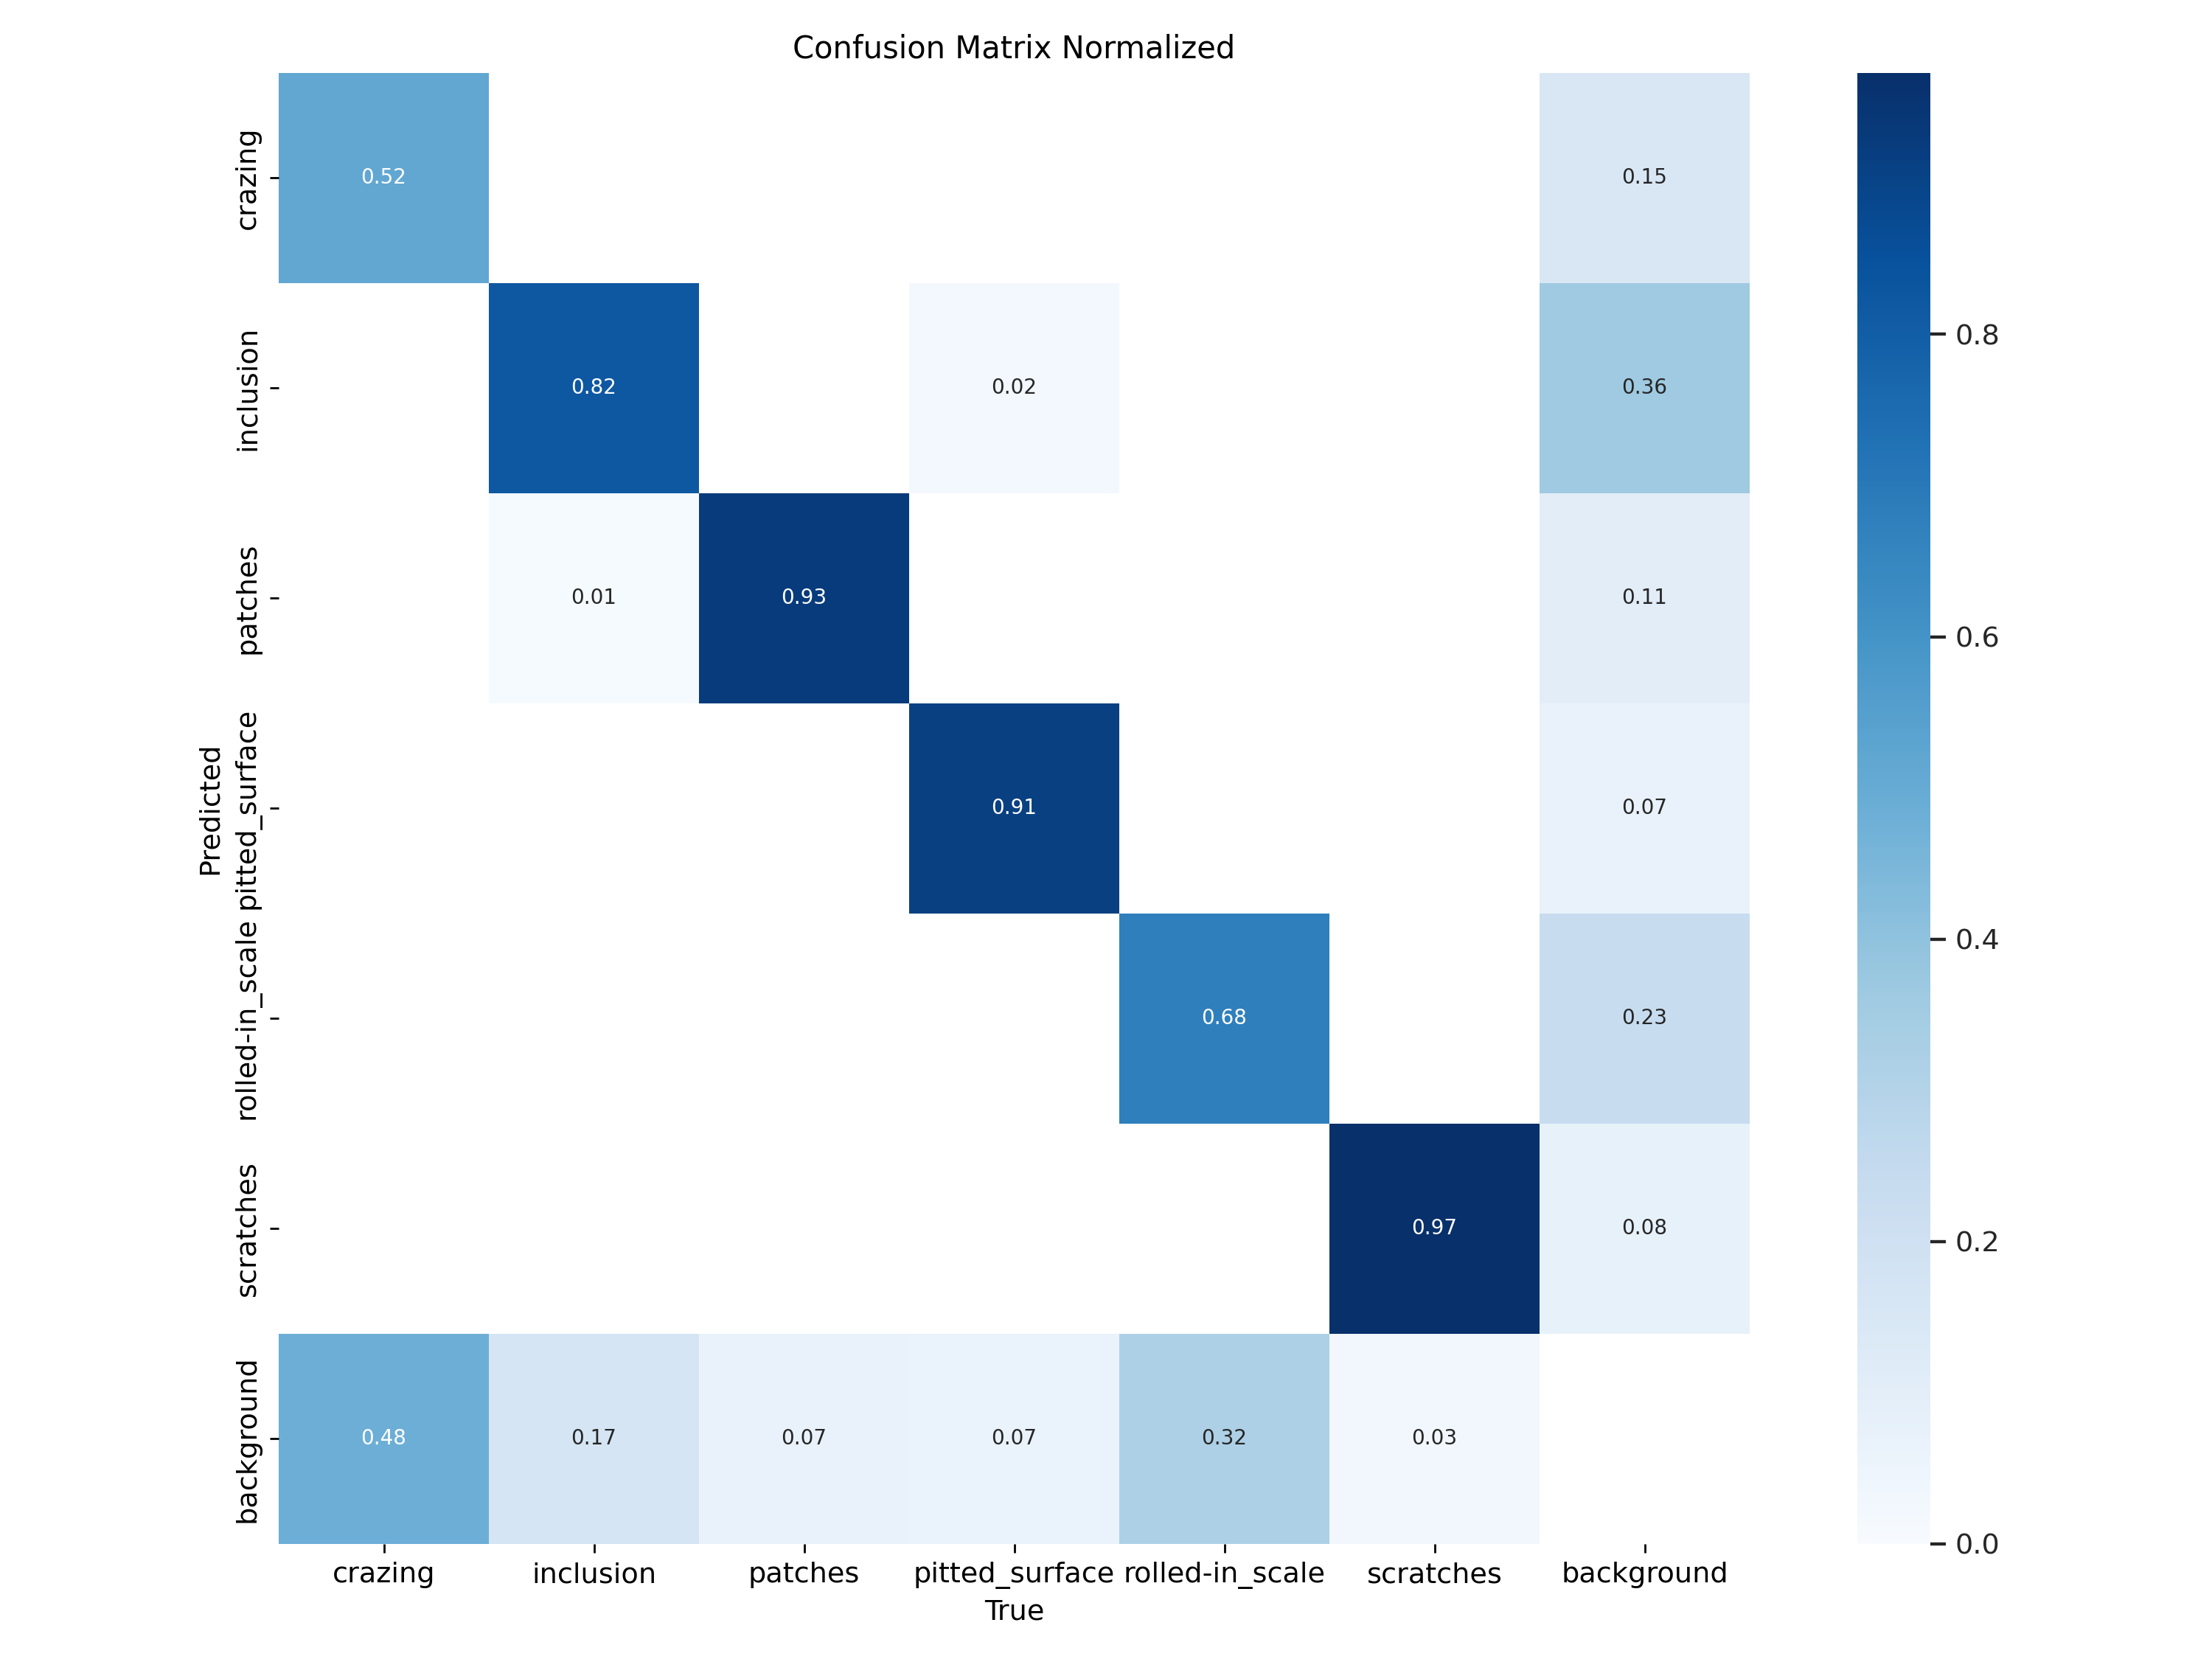 Confusion Matrix Normalized
crazing
0.52
0.15
inclusion
0.82
0.02
0.36
patches
0.01
0.93
0.11
pitted_surface
0.91
0.07
rolled-in_scale
0.68
0.23
scratches
0.97
0.08
background
0.48
0.17
0.07
0.07
0.32
0.03
Predicted
crazing
inclusion
patches
pitted_surface
rolled-in_scale
scratches
background
True
0.8
0.6
0.4
0.2
0.0